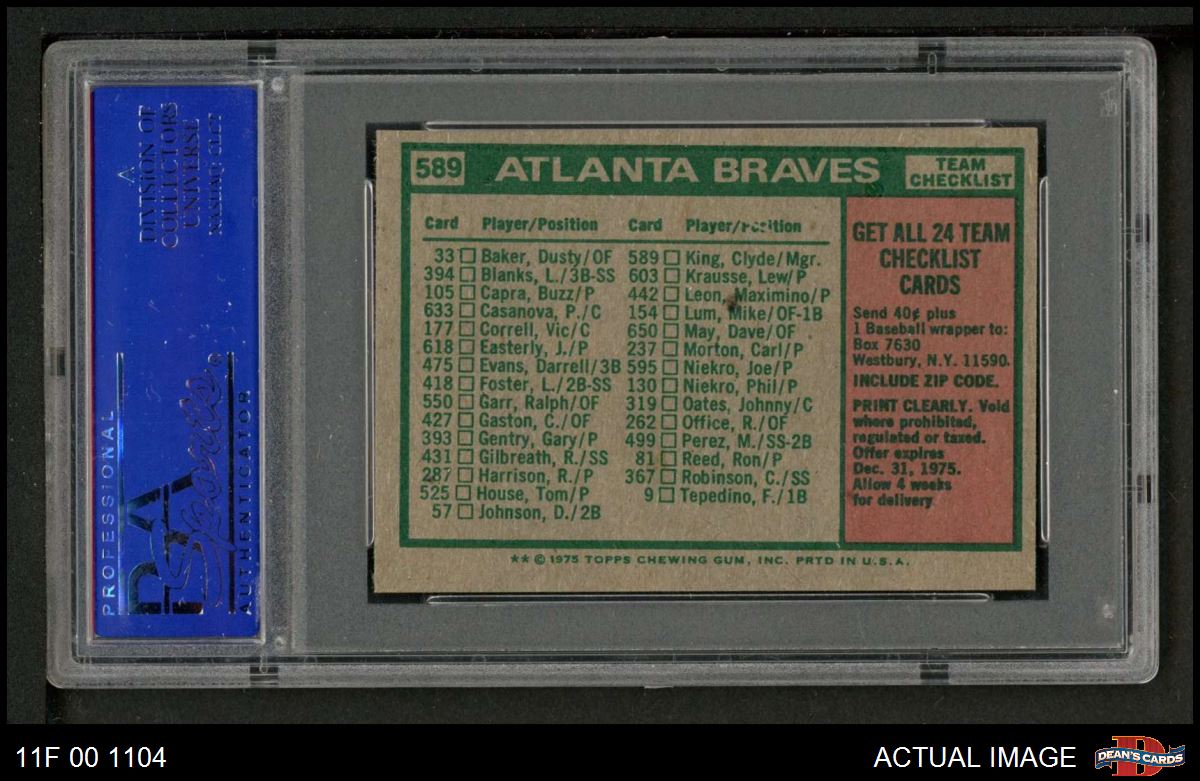 A
DIVISION OF
COLLECTORS
UNIVERSE
NASDAQ: CLCT
PROFESSIONAL
PSA
Sports
AUTHENTICATOR
589 ATLANTA BRAVES TEAM CHECKLIST
Card Player/Position Card Player/Position
33 Baker, Dusty/OF 589 King, Clyde/Mgr.
394 Blanks, L./3B-SS 603 Krausse, Lew/P
105 Capra, Buzz/P 442 Leon, Maximino/P
633 Casanova, P./C 154 Lum, Mike/OF-1B
177 Correll, Vic/C 650 May, Dave/OF
618 Easterly, J./P 237 Morton, Carl/P
475 Evans, Darrell/3B 595 Niekro, Joe/P
418 Foster, L./2B-SS 130 Niekro, Phil/P
550 Garr, Ralph/OF 319 Oates, Johnny/C
427 Gaston, C./OF 262 Office, R./OF
393 Gentry, Gary/P 499 Perez, M./SS-2B
431 Gilbreath, R./SS 81 Reed, Ron/P
287 Harrison, R./P 367 Robinson, C./SS
525 House, Tom/P 9 Tepedino, F./1B
57 Johnson, D./2B
GET ALL 24 TEAM
CHECKLIST
CARDS
Send 40¢ plus
1 Baseball wrapper to:
Box 7630
Westbury, N.Y. 11590.
INCLUDE ZIP CODE.
PRINT CLEARLY. Void
where prohibited,
regulated or taxed.
Offer expires
Dec. 31, 1975.
Allow 4 weeks
for delivery
** © 1975 TOPPS CHEWING GUM, INC. PRTD IN U.S.A.
11F 00 1104
ACTUAL IMAGE
D
DEAN'S CARDS